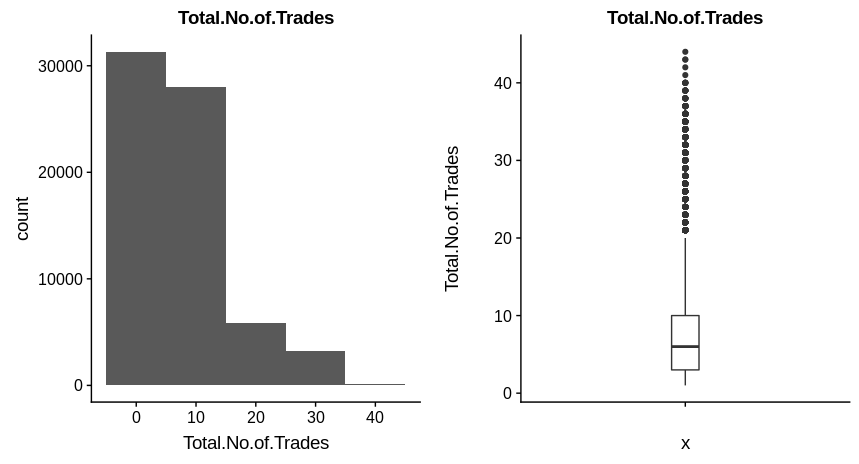 Total.No.of.Trades
30000
20000
10000
0
count
0 10 20 30 40
Total.No.of.Trades
Total.No.of.Trades
40
30
20
10
0
Total.No.of.Trades
x